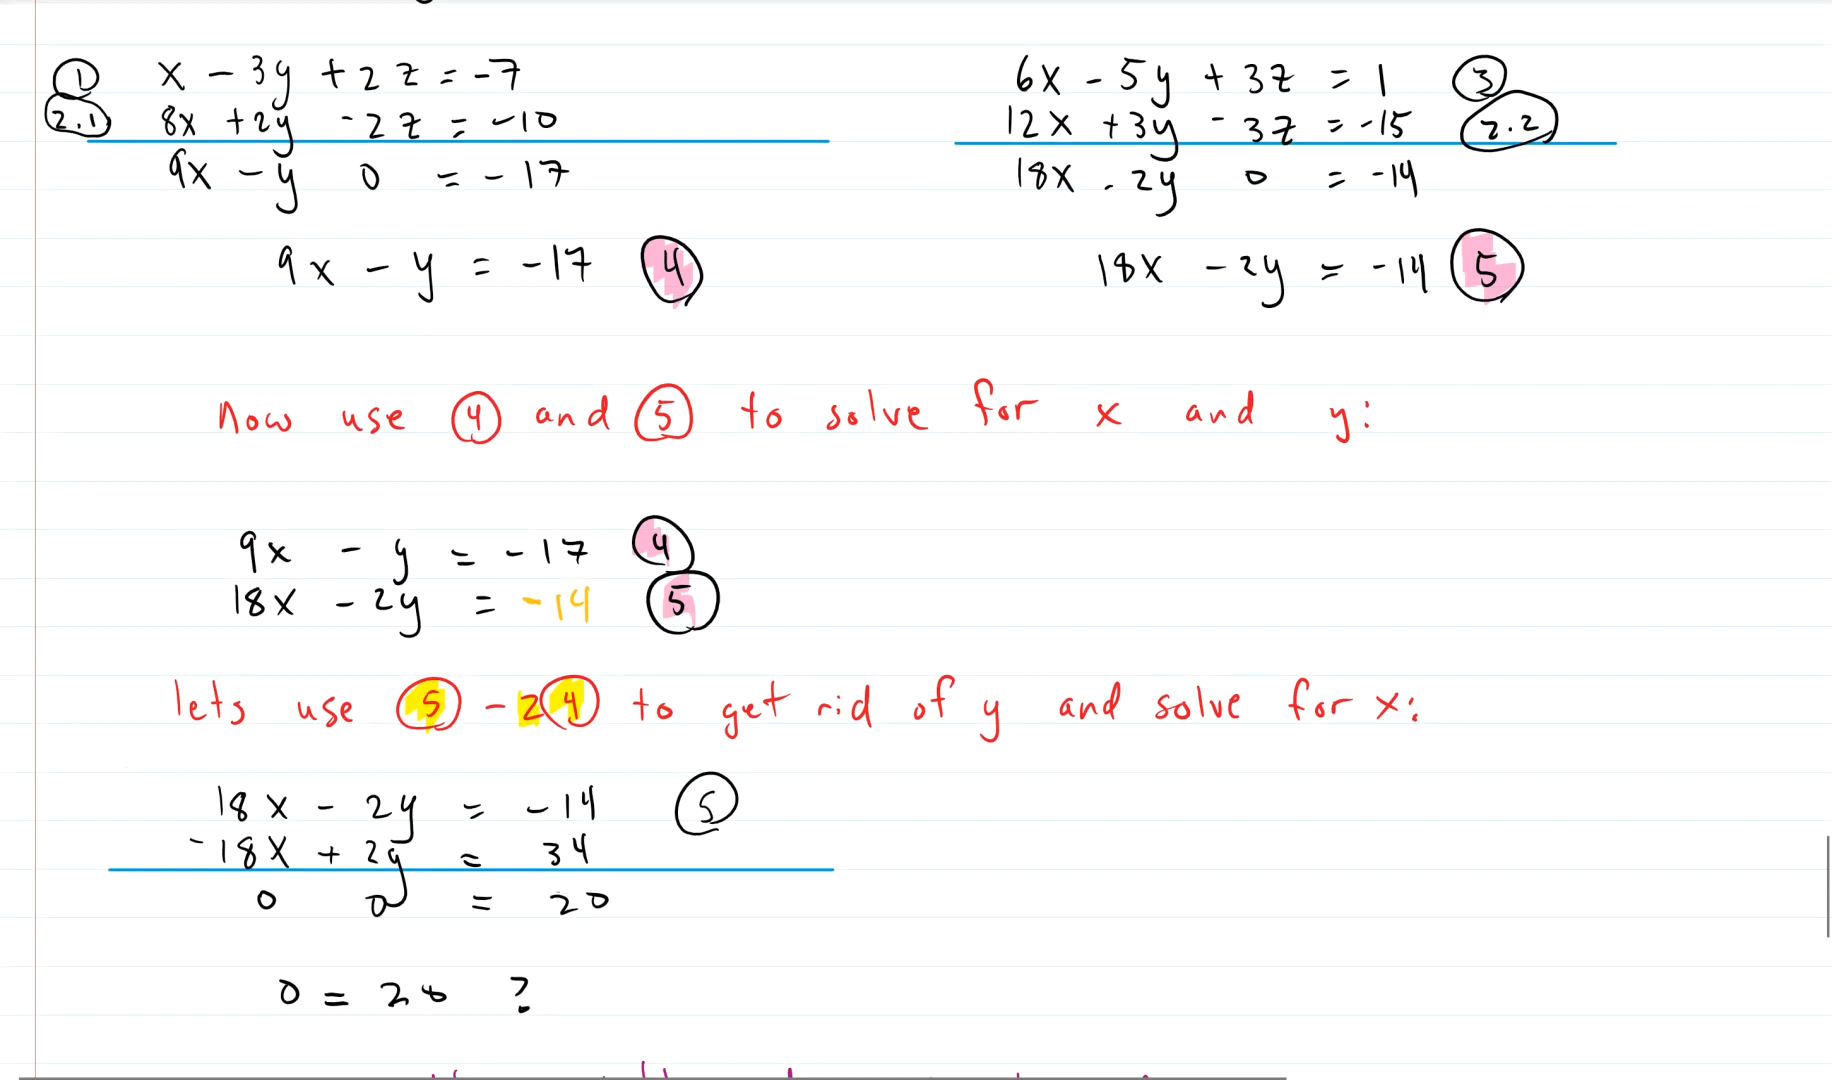 ① x - 3y + 2z = -7
2.1 8x + 2y - 2z = -10
9x - y 0 = -17
9x - y = -17 ④
6x - 5y + 3z = 1 ③
12x + 3y - 3z = -15 2.2
18x - 2y 0 = -14
18x - 2y = -14 ⑤
Now use ④ and ⑤ to solve for x and y:
9x - y = -17 ④
18x - 2y = -14 ⑤
lets use ⑤ - 2④ to get rid of y and solve for x:
18x - 2y = -14 ⑤
-18x + 2y = 34
0 0 = 20
0 = 20 ?